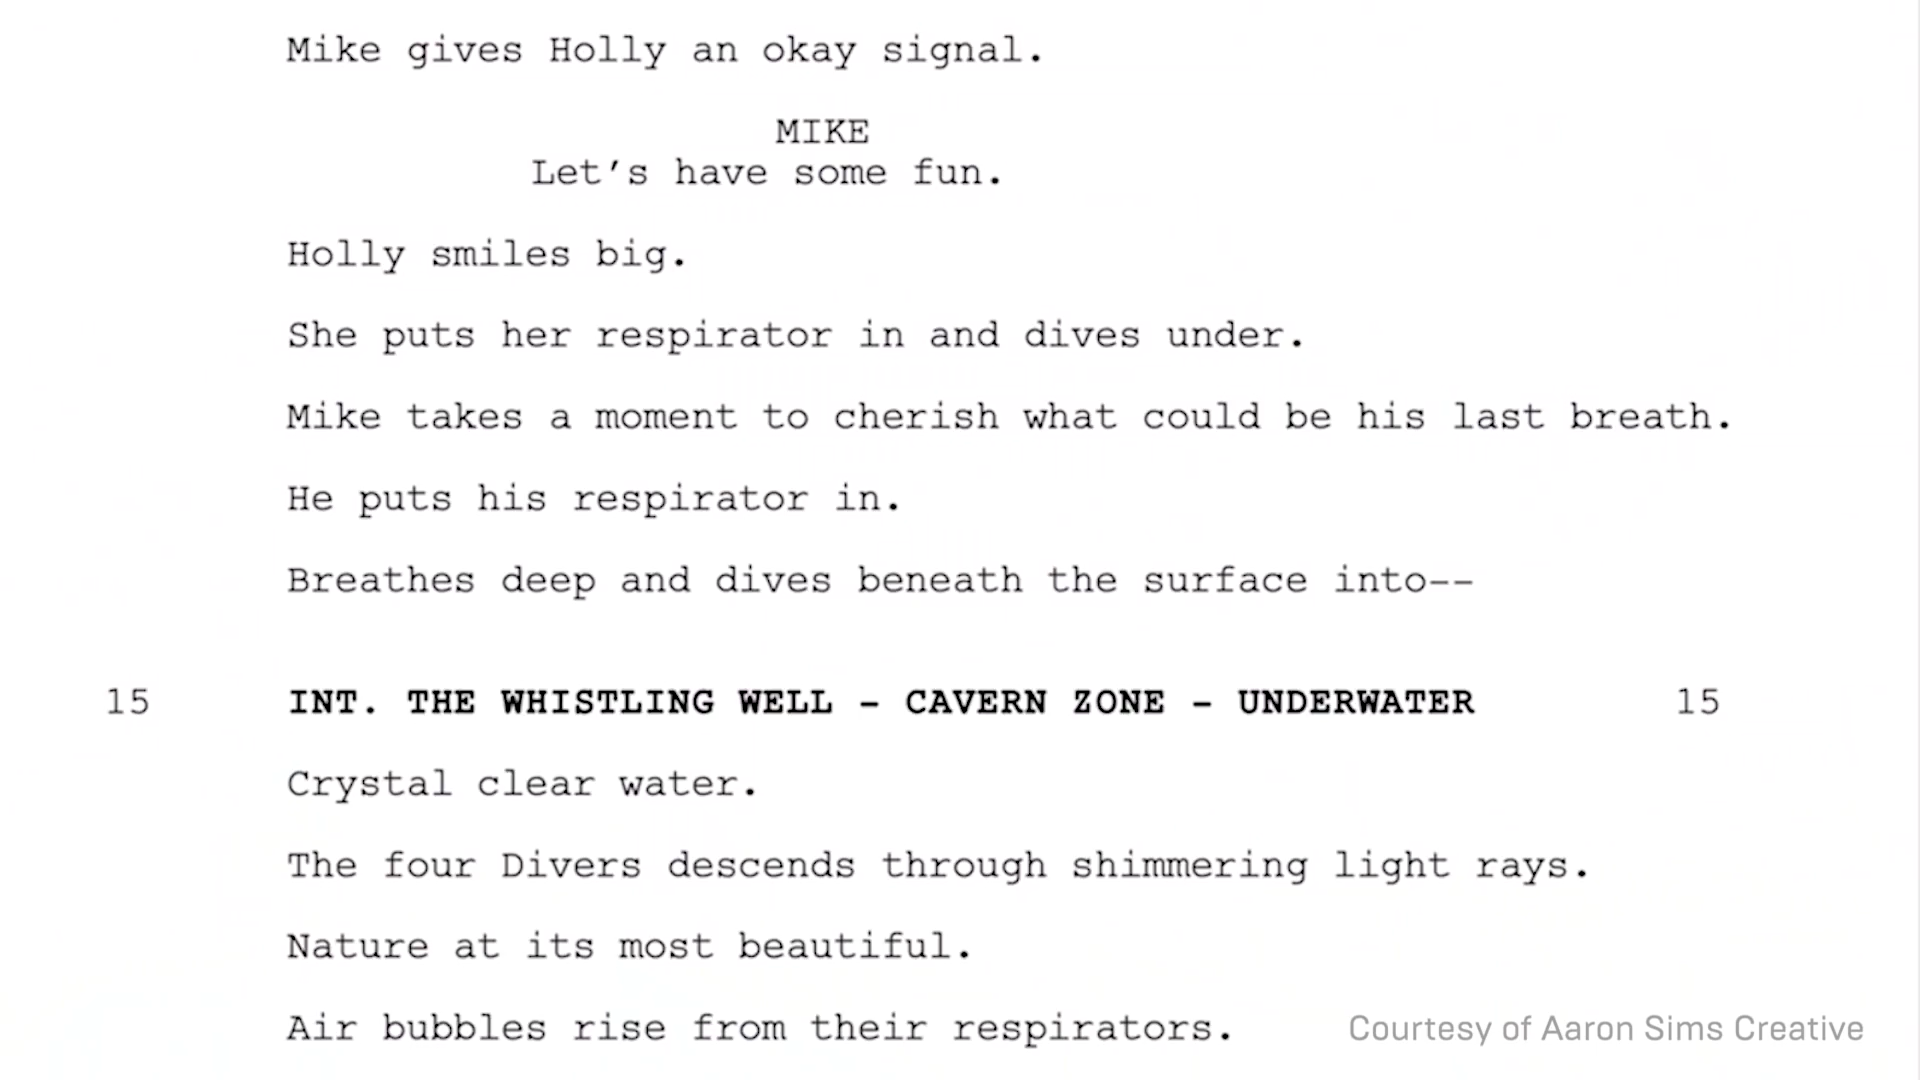 Mike gives Holly an okay signal.
MIKE
Let's have some fun.
Holly smiles big.
She puts her respirator in and dives under.
Mike takes a moment to cherish what could be his last breath.
He puts his respirator in.
Breathes deep and dives beneath the surface into--
15 INT. THE WHISTLING WELL - CAVERN ZONE - UNDERWATER 15
Crystal clear water.
The four Divers descends through shimmering light rays.
Nature at its most beautiful.
Air bubbles rise from their respirators.
Courtesy of Aaron Sims Creative